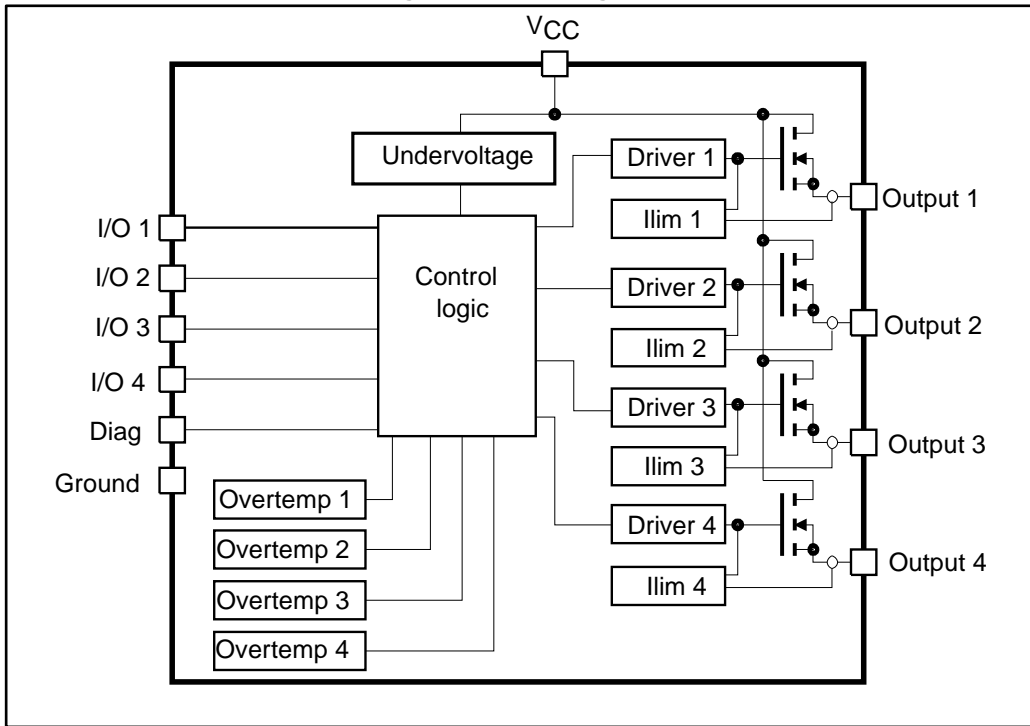 VCC
Undervoltage
Driver 1
Ilim 1
Output 1
I/O 1
I/O 2
I/O 3
I/O 4
Diag
Ground
Control
logic
Driver 2
Ilim 2
Output 2
Driver 3
Ilim 3
Output 3
Driver 4
Ilim 4
Output 4
Overtemp 1
Overtemp 2
Overtemp 3
Overtemp 4